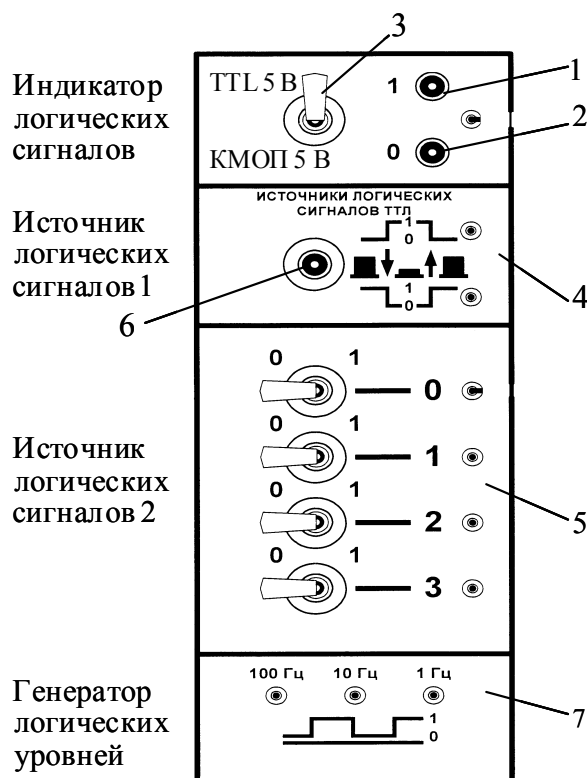 3
Индикатор
логических
сигналов
TTL 5 В
КМОП 5 В
1
0
1
2
Источник
логических
сигналов 1
ИСТОЧНИКИ ЛОГИЧЕСКИХ
СИГНАЛОВ ТТЛ
1
0
1
0
6
4
Источник
логических
сигналов 2
0 1
0
0 1
1
0 1
2
0 1
3
5
Генератор
логических
уровней
100 Гц 10 Гц 1 Гц
1
0
7